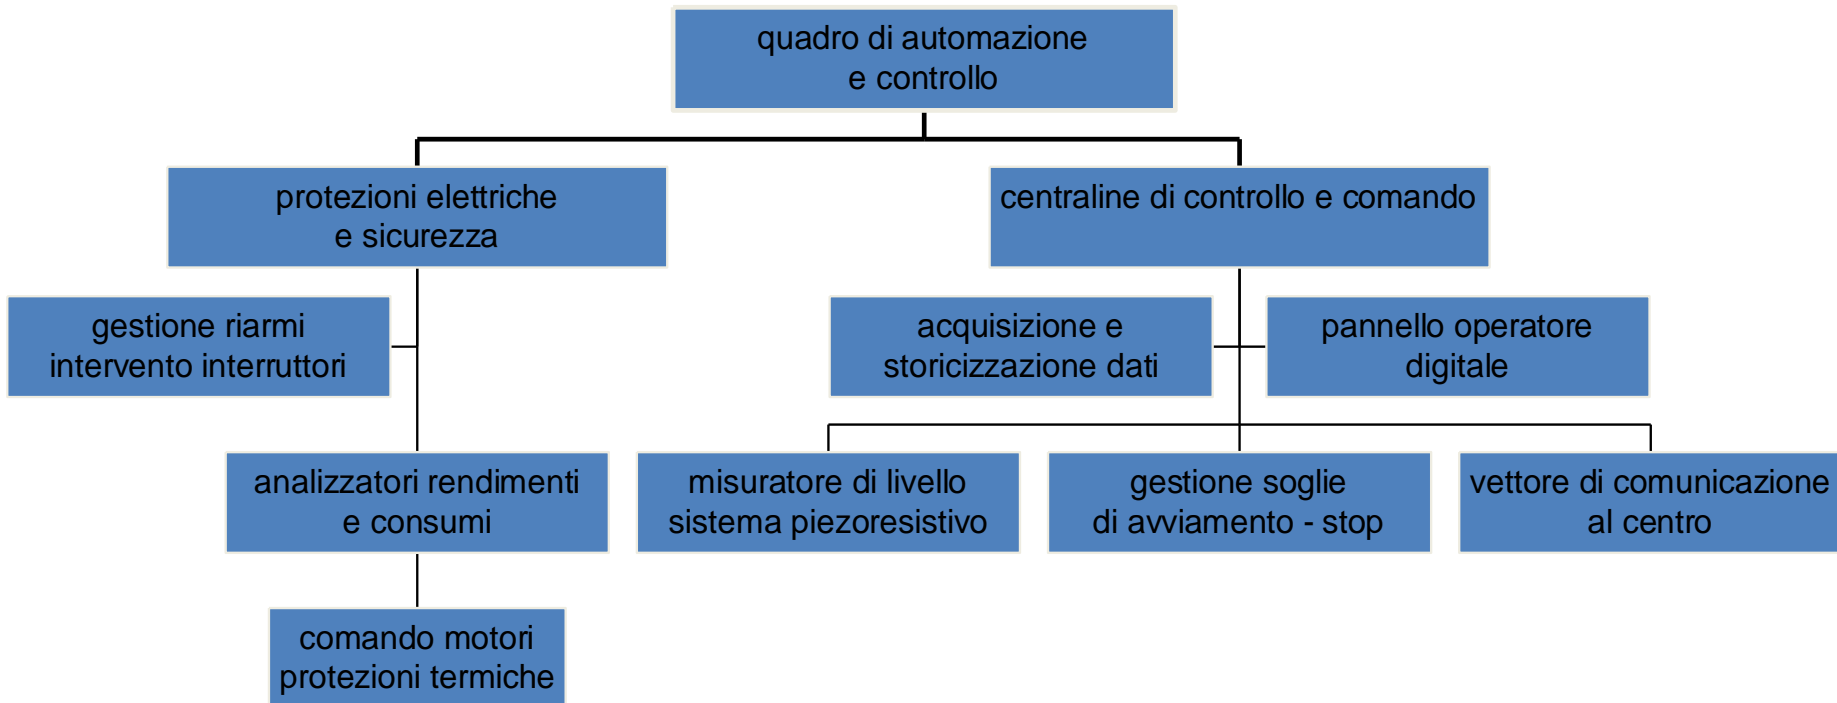 quadro di automazione
e controllo
protezioni elettriche
e sicurezza
centraline di controllo e comando
gestione riarmi
intervento interruttori
acquisizione e
storicizzazione dati
pannello operatore
digitale
analizzatori rendimenti
e consumi
misuratore di livello
sistema piezoresistivo
gestione soglie
di avviamento - stop
vettore di comunicazione
al centro
comando motori
protezioni termiche